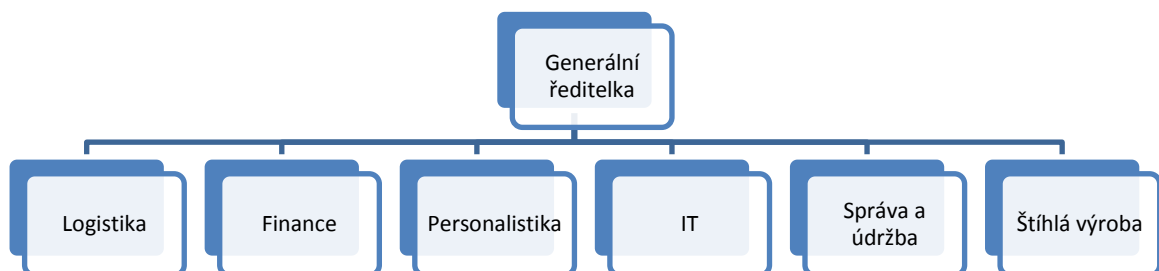 Generální
ředitelka
Logistika
Finance
Personalistika
IT
Správa a
údržba
Štíhlá výroba